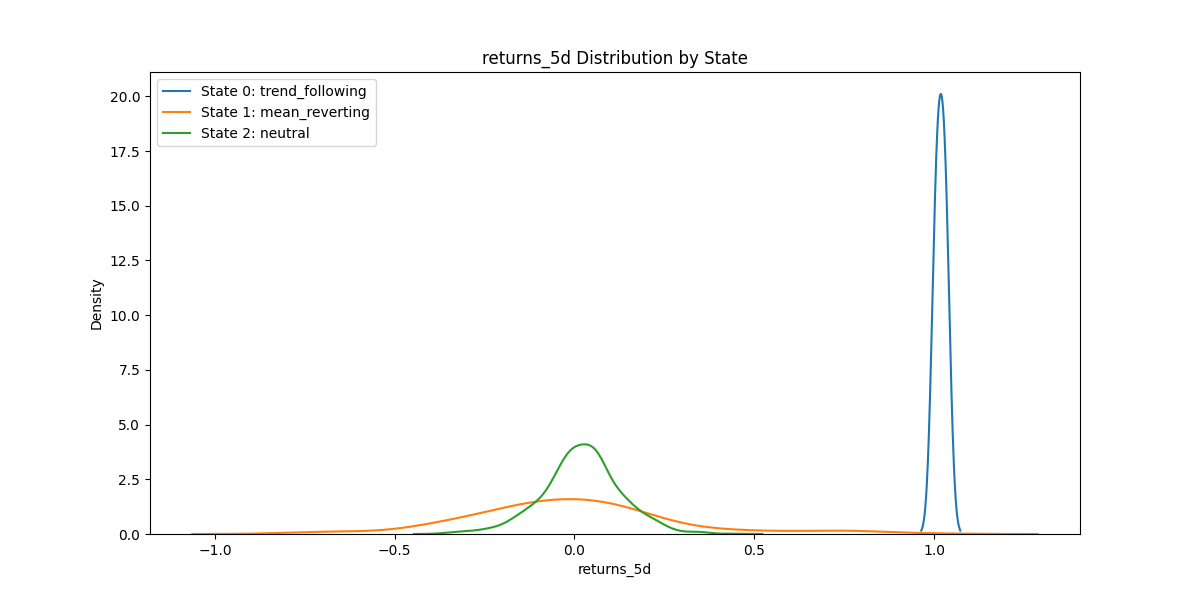 returns_5d Distribution by State
State 0: trend_following
State 1: mean_reverting
State 2: neutral
Density
20.0
17.5
15.0
12.5
10.0
7.5
5.0
2.5
0.0
−1.0 −0.5 0.0 0.5 1.0
returns_5d